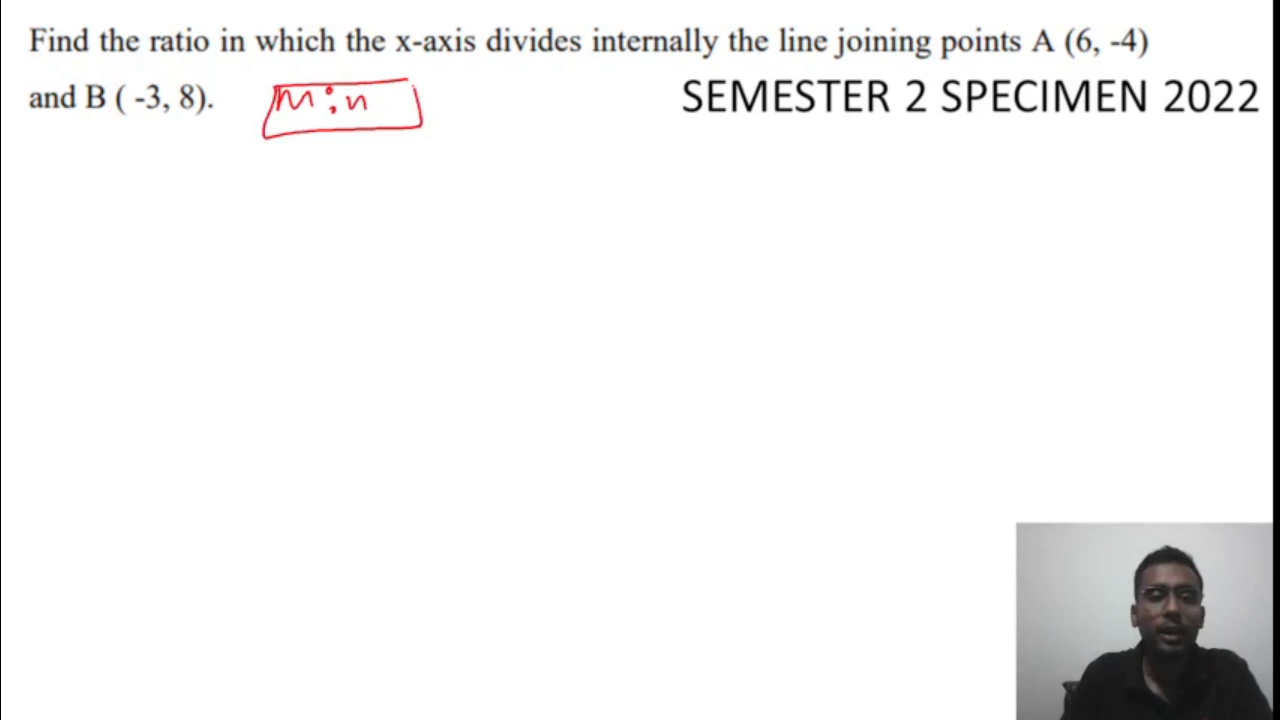 Find the ratio in which the x-axis divides internally the line joining points A (6, -4)
and B ( -3, 8).
m : n
SEMESTER 2 SPECIMEN 2022